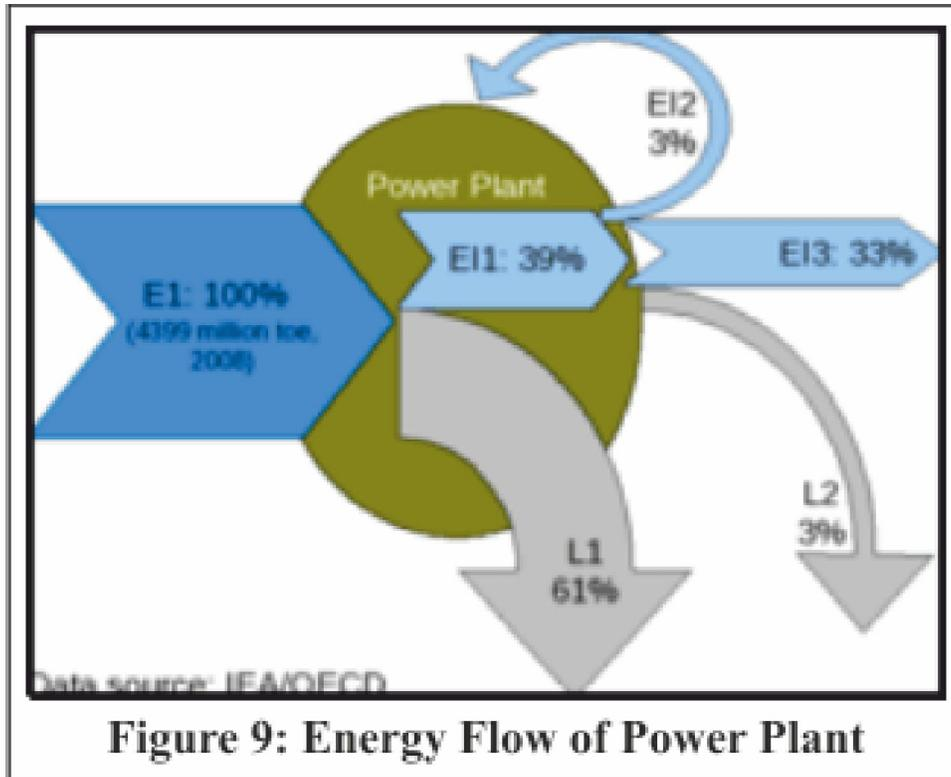 EI2
3%
Power Plant
EI1: 39%
EI3: 33%
E1: 100%
(4399 million toe,
2008)
L2
3%
L1
61%
Data source: IEA/OECD
Figure 9: Energy Flow of Power Plant